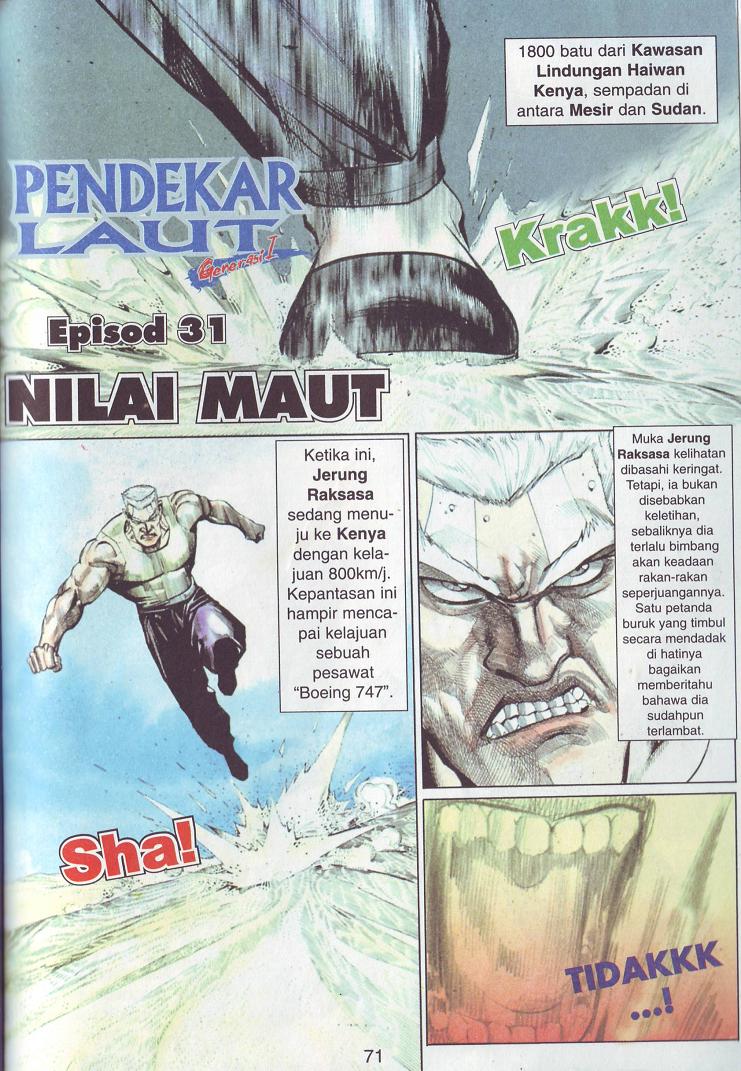 1800 batu dari Kawasan
Lindungan Haiwan
Kenya, sempadan di
antara Mesir dan Sudan.
PENDEKAR
LAUT
Generasi I
Krakk!
Episod 31
NILAI MAUT
Ketika ini,
Jerung
Raksasa
sedang menu-
ju ke Kenya
dengan kela-
juan 800km/j.
Kepantasan ini
hampir menca-
pai kelajuan
sebuah
pesawat
"Boeing 747".
Sha!
Muka Jerung
Raksasa kelihatan
dibasahi keringat.
Tetapi, ia bukan
disebabkan
keletihan,
sebaliknya dia
terlalu bimbang
akan keadaan
rakan-rakan
seperjuangannya.
Satu petanda
buruk yang timbul
secara mendadak
di hatinya
bagaikan
memberitahu
bahawa dia
sudahpun
terlambat.
TIDAKKK
...!
71